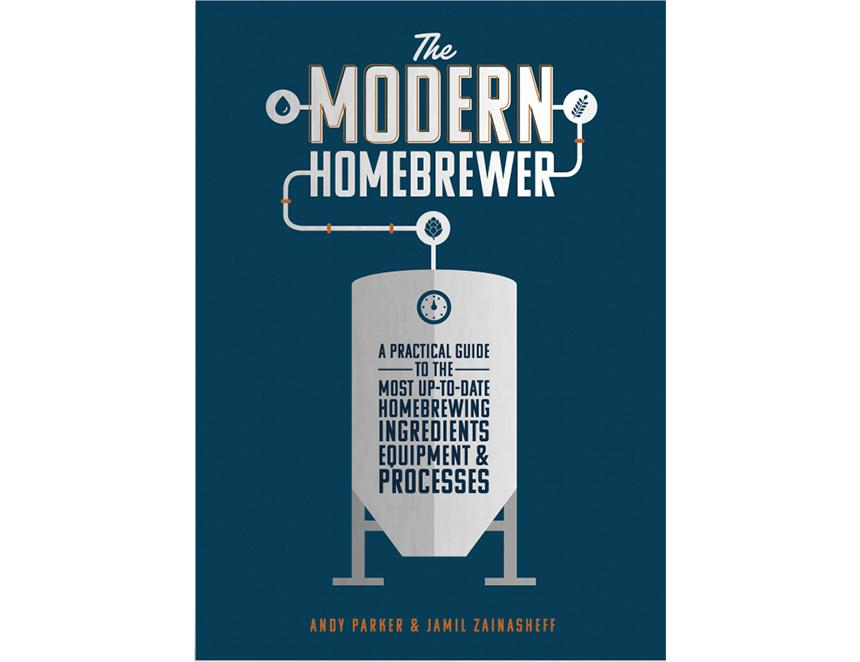 The
MODERN
HOMEBREWER
A PRACTICAL GUIDE
TO THE
MOST UP-TO-DATE
HOMEBREWING
INGREDIENTS
EQUIPMENT &
PROCESSES
ANDY PARKER & JAMIL ZAINASHEFF